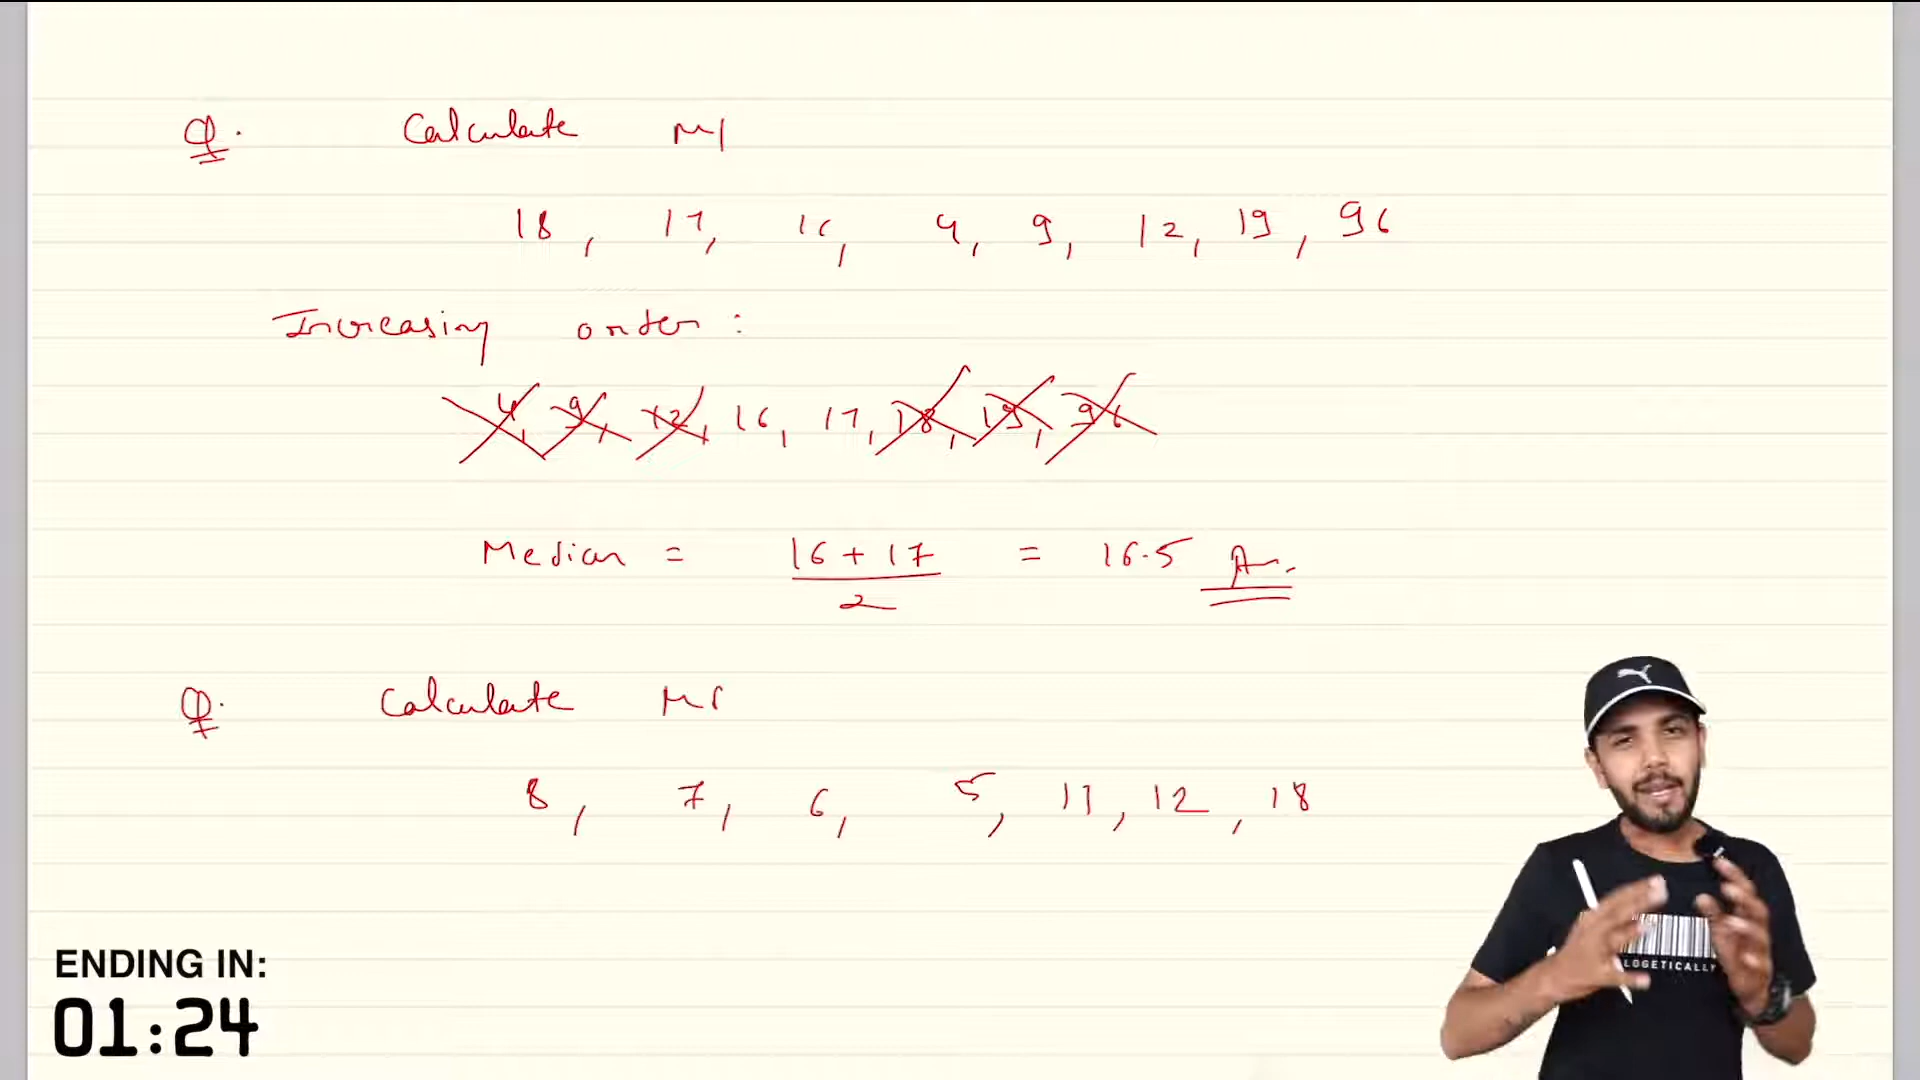 Q. Calculate
18, 17, 16, 4, 9, 12, 19, 96
Increasing order:
4, 9, 12, 16, 17, 18, 19, 96
Median = 16 + 17 / 2 = 16.5 Ans.
Q. Calculate
8, 7, 6, 5, 11, 12, 18
LOGETICALLY
ENDING IN:
01:24